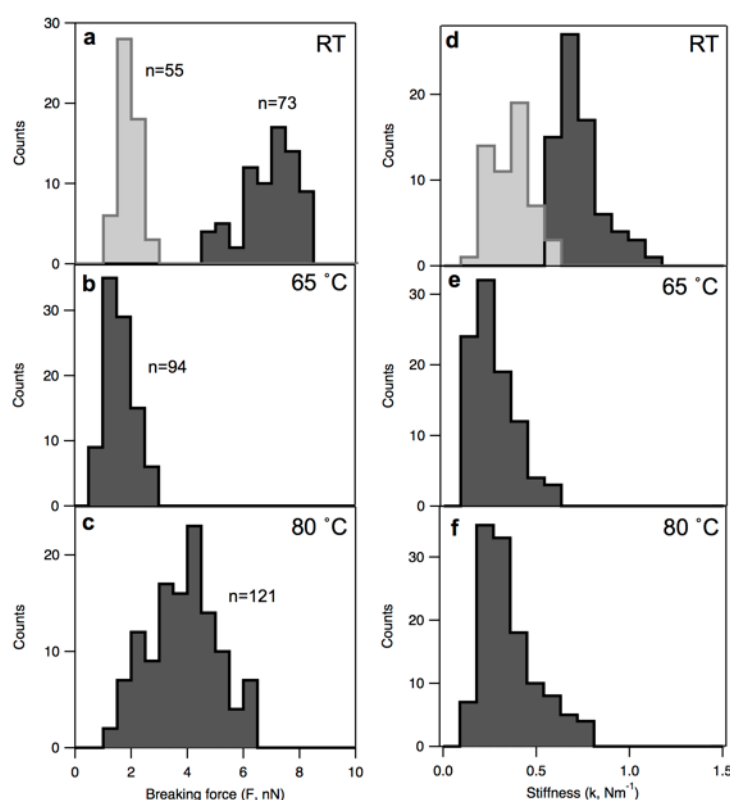 a
RT
n=55
n=73
30
20
10
0
Counts
d
RT
20
10
0
Counts
b
65 ˚C
n=94
30
20
10
0
Counts
e
65 ˚C
30
20
10
0
Counts
c
80 ˚C
n=121
20
10
0
Counts
0 2 4 6 8 10
Breaking force (F, nN)
f
80 ˚C
30
20
10
0
Counts
0.0 0.5 1.0 1.5
Stiffness (k, Nm⁻¹)